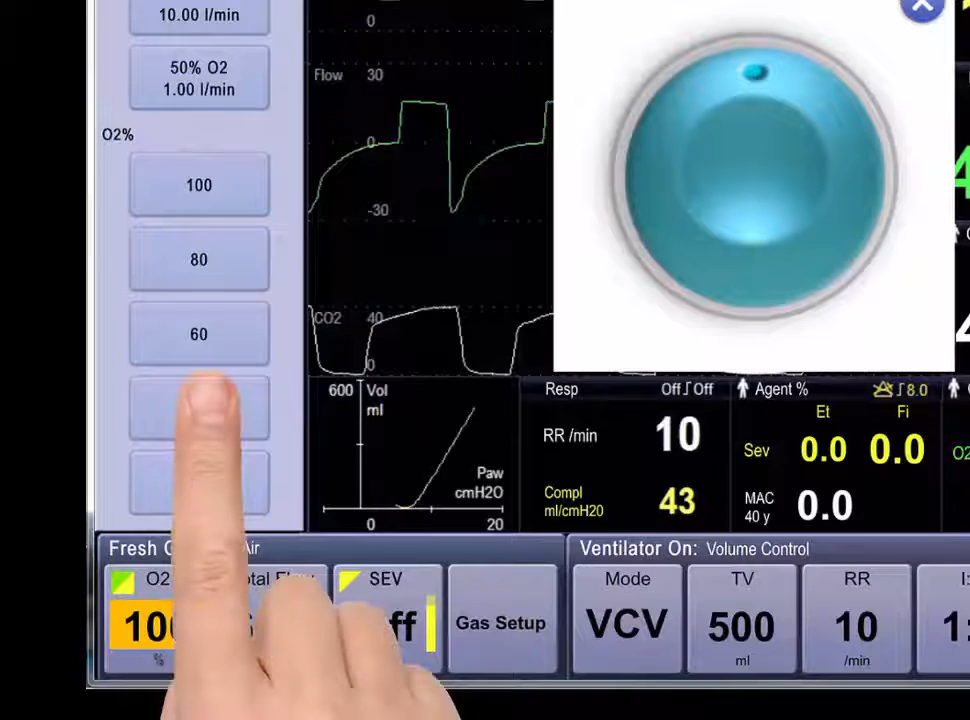 10.00 l/min
50% O2
1.00 l/min
O2%
100
80
60
0
Flow 30
0
-30
CO2 40
0
600 Vol
ml
Paw
cmH2O
0 20
Resp Off Off
RR /min 10
Compl
ml/cmH2O 43
Agent % 8.0
Et Fi
Sev 0.0 0.0
MAC
40 y 0.0
O2
Fresh Air
O2
%
SEV
Gas Setup
Ventilator On: Volume Control
Mode
VCV
TV
500
ml
RR
10
/min